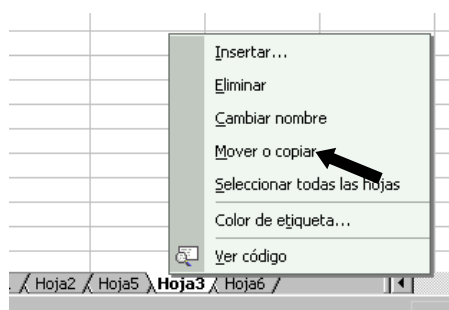 Insertar...
Eliminar
Cambiar nombre
Mover o copiar
Seleccionar todas las hojas
Color de etiqueta...
Ver código
Hoja2 / Hoja5 \ Hoja3 / Hoja6 /